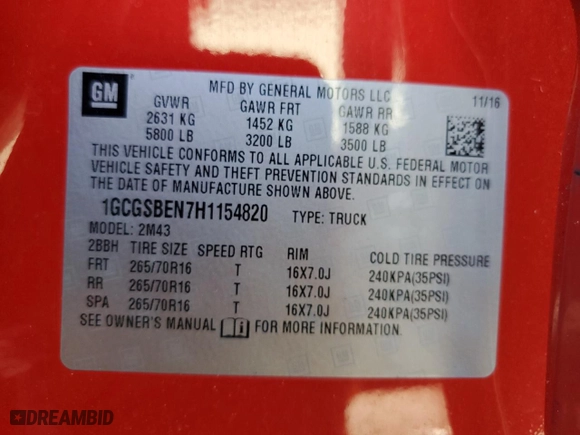 GM
MFD BY GENERAL MOTORS LLC
11/16
GVWR GAWR FRT GAWR RR
2631 KG 1452 KG 1588 KG
5800 LB 3200 LB 3500 LB
THIS VEHICLE CONFORMS TO ALL APPLICABLE U.S. FEDERAL MOTOR
VEHICLE SAFETY AND THEFT PREVENTION STANDARDS IN EFFECT ON
THE DATE OF MANUFACTURE SHOWN ABOVE.
1GCGSBEN7H1154820 TYPE: TRUCK
MODEL: 2M43
2BBH TIRE SIZE SPEED RTG RIM COLD TIRE PRESSURE
FRT 265/70R16 T 16X7.0J 240KPA(35PSI)
RR 265/70R16 T 16X7.0J 240KPA(35PSI)
SPA 265/70R16 T 16X7.0J 240KPA(35PSI)
SEE OWNER'S MANUAL FOR MORE INFORMATION.
DREAMBID